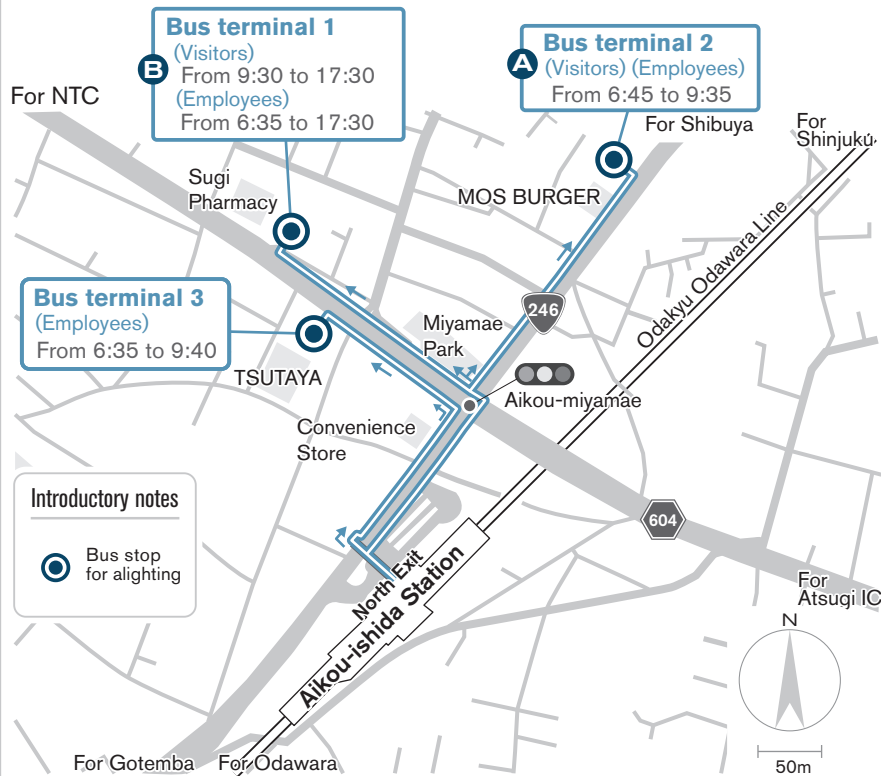 Bus terminal 1
(Visitors)
From 9:30 to 17:30
(Employees)
From 6:35 to 17:30
B
Bus terminal 2
(Visitors) (Employees)
From 6:45 to 9:35
A
For NTC
For Shibuya
For
Shinjuku
Sugi
Pharmacy
MOS BURGER
Bus terminal 3
(Employees)
From 6:35 to 9:40
246
Odakyu Odawara Line
Miyamae
Park
TSUTAYA
Aikou-miyamae
Convenience
Store
Introductory notes
Bus stop
for alighting
604
North Exit
Aikou-ishida Station
For
Atsugi IC
N
50m
For Gotemba
For Odawara